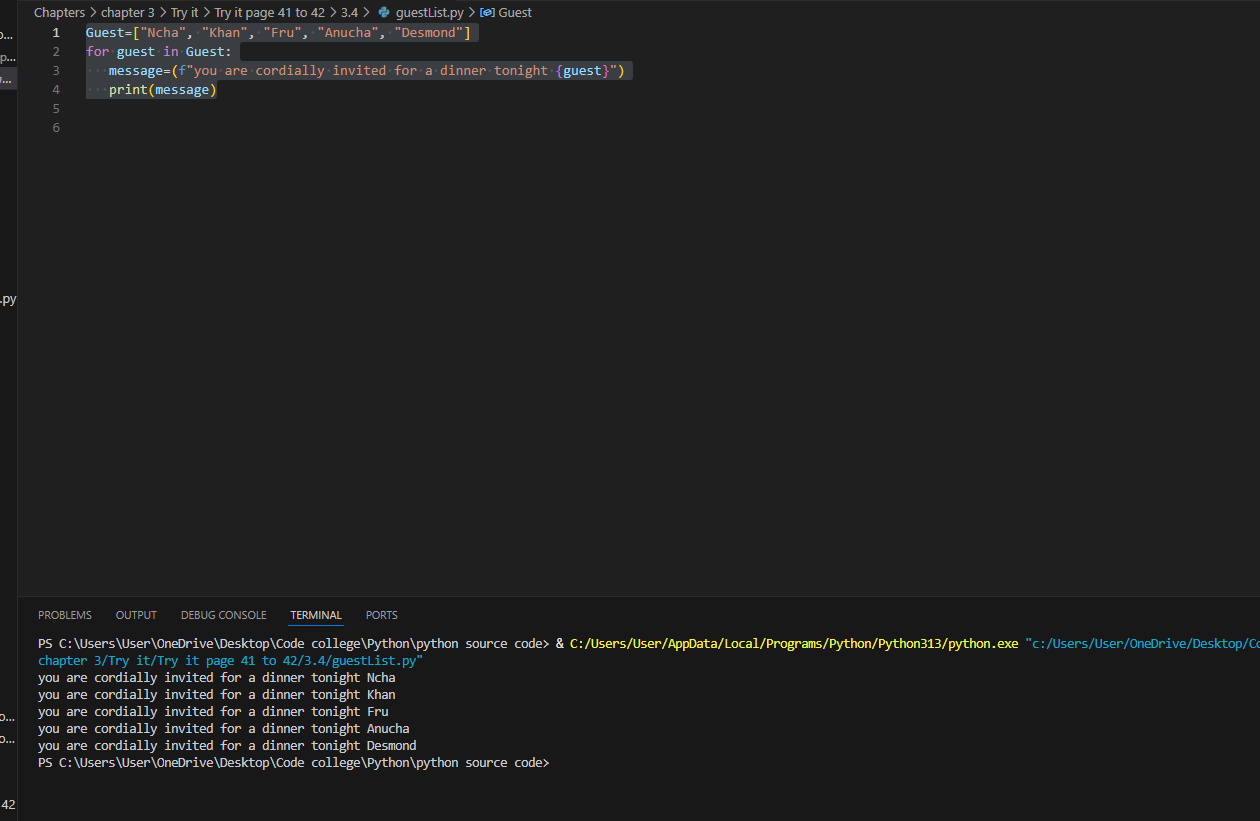 Chapters > chapter 3 > Try it > Try it page 41 to 42 > 3.4 > guestList.py > Guest
o...
p...
.py
o...
o...
42
1 Guest=["Ncha", "Khan", "Fru", "Anucha", "Desmond"]
2 for guest in Guest:
3 message=(f"you are cordially invited for a dinner tonight {guest}")
4 print(message)
5
6
PROBLEMS OUTPUT DEBUG CONSOLE TERMINAL PORTS
PS C:\Users\User\OneDrive\Desktop\Code college\Python\python source code> & C:/Users/User/AppData/Local/Programs/Python/Python313/python.exe "c:/Users/User/OneDrive/Desktop/Co
chapter 3/Try it/Try it page 41 to 42/3.4/guestList.py"
you are cordially invited for a dinner tonight Ncha
you are cordially invited for a dinner tonight Khan
you are cordially invited for a dinner tonight Fru
you are cordially invited for a dinner tonight Anucha
you are cordially invited for a dinner tonight Desmond
PS C:\Users\User\OneDrive\Desktop\Code college\Python\python source code>